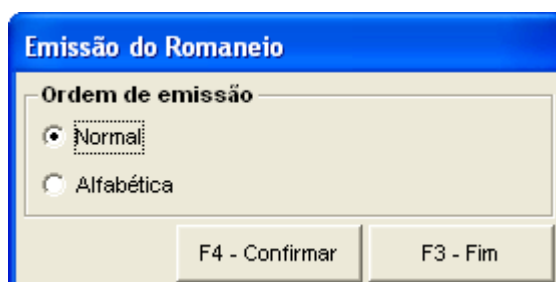 Emissão do Romaneio
Ordem de emissão
Normal
Alfabética
F4 - Confirmar
F3 - Fim